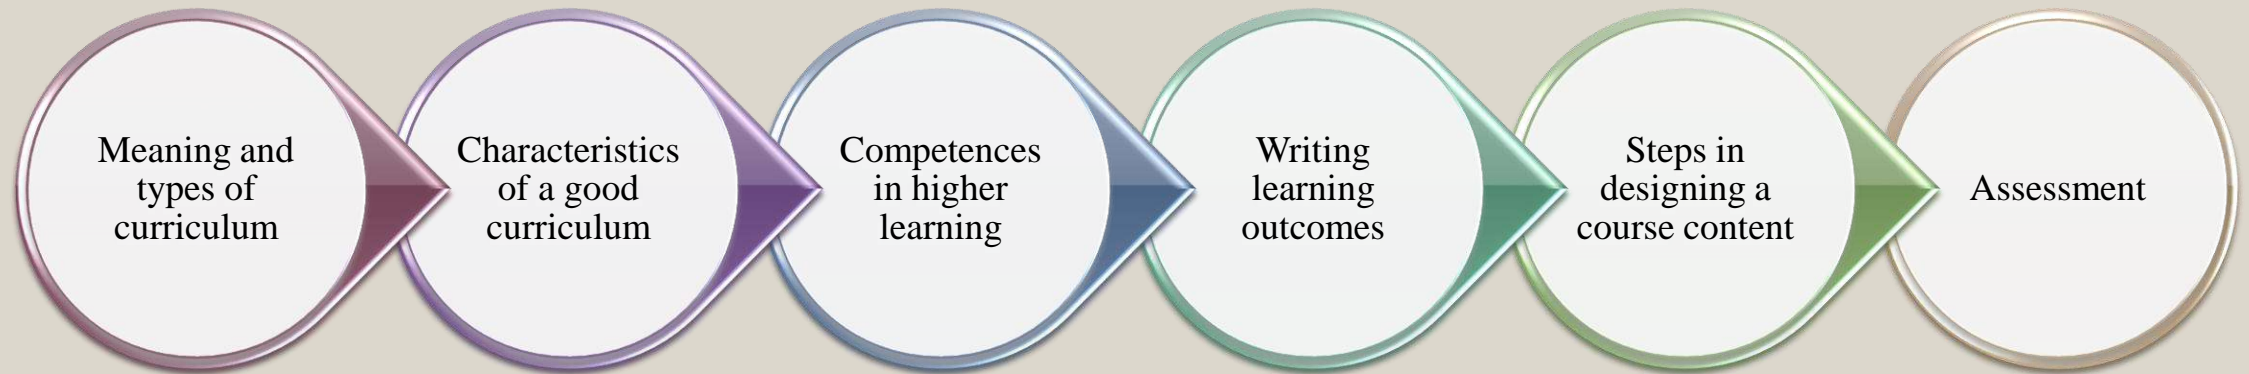 Meaning and
types of
curriculum
Characteristics
of a good
curriculum
Competences
in higher
learning
Writing
learning
outcomes
Steps in
designing a
course content
Assessment